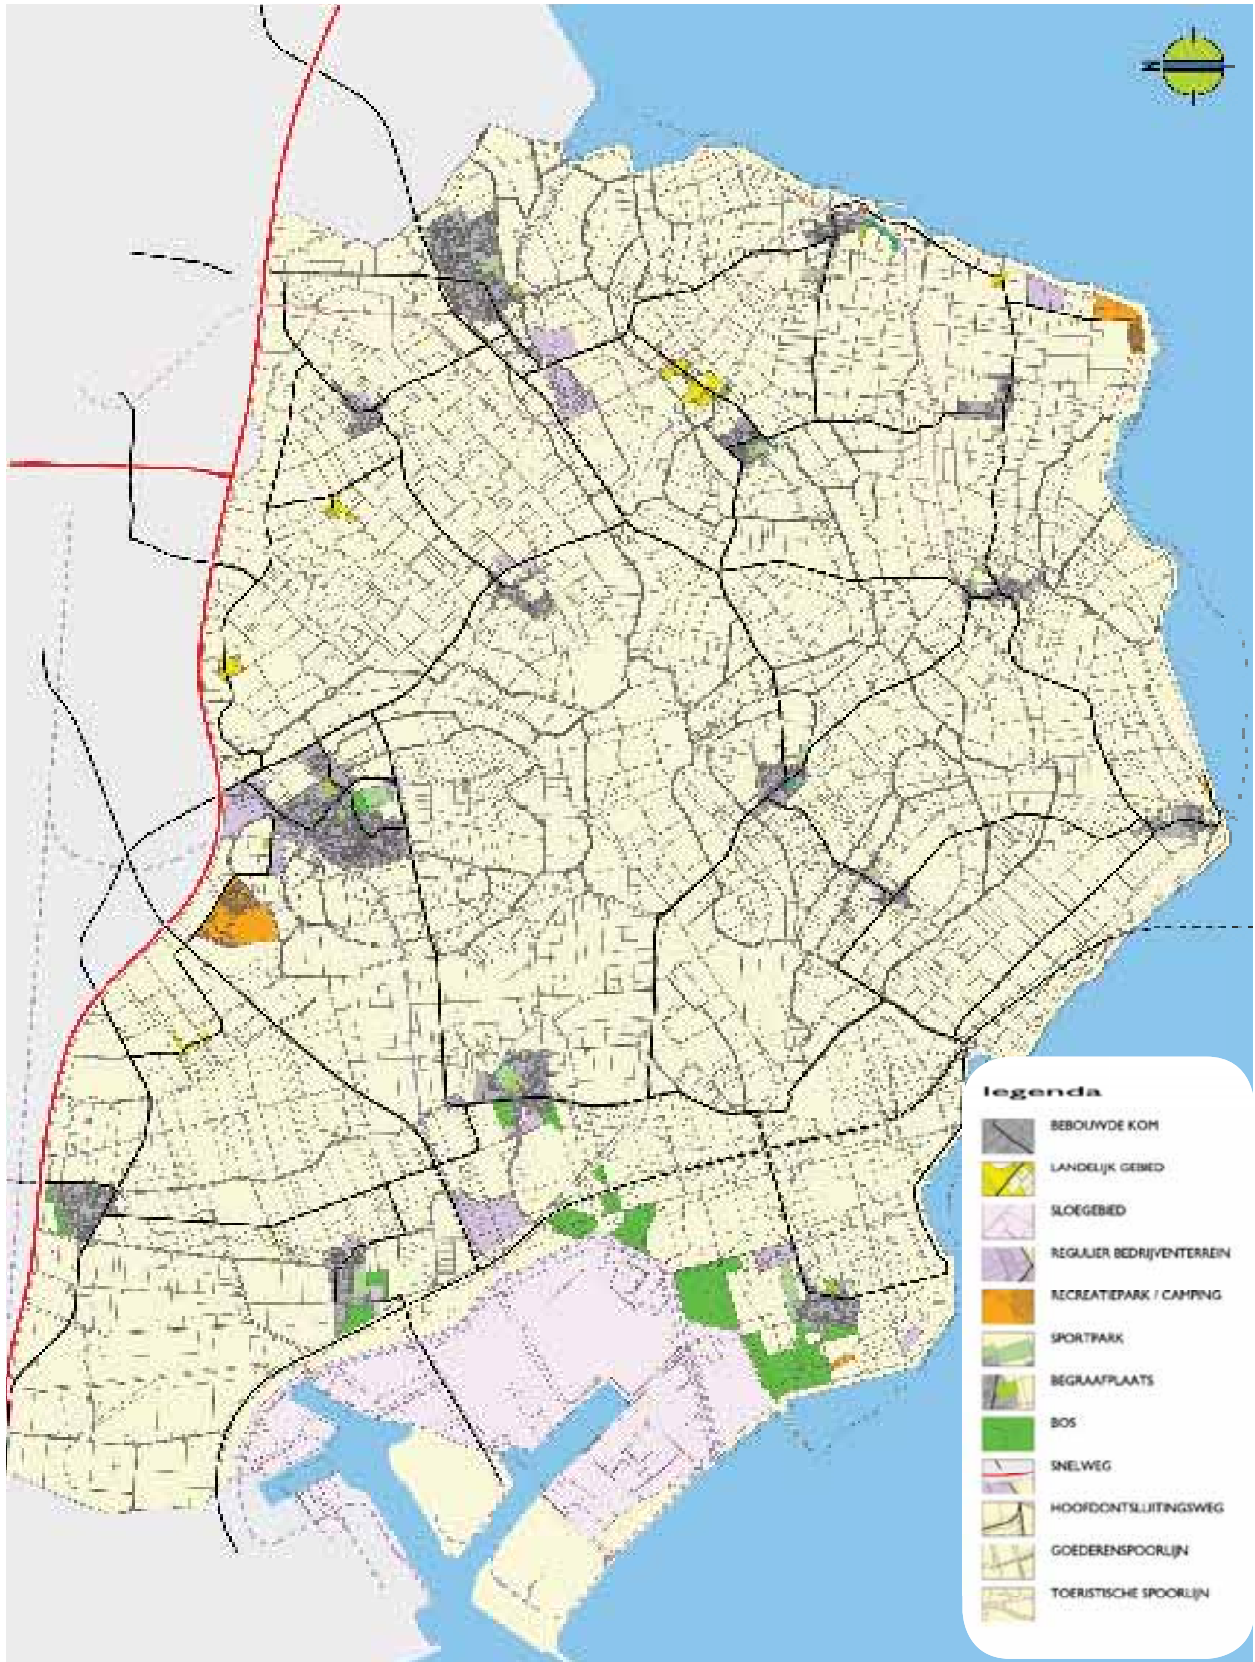 N
legenda
BEBOUWDE KOM
LANDELIJK GEBIED
SLOEGEBIED
REGULIER BEDRIJVENTERREIN
RECREATIEPARK / CAMPING
SPORTPARK
BEGRAAFPLAATS
BOS
SNELWEG
HOOFDONTSLUITINGSWEG
GOEDERENSPOORLIJN
TOERISTISCHE SPOORLIJN